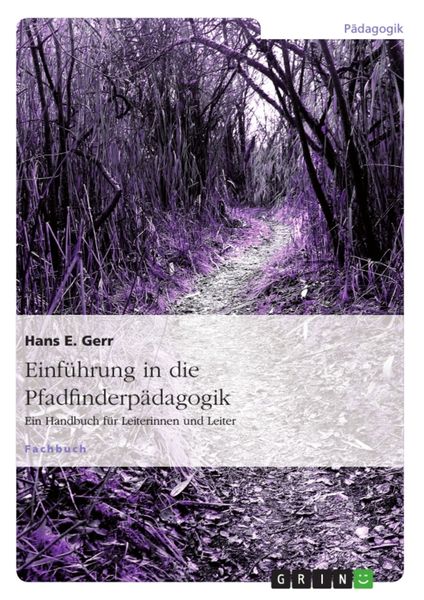 Pädagogik
Hans E. Gerr
Einführung in die
Pfadfinderpädagogik
Ein Handbuch für Leiterinnen und Leiter
Fachbuch
GRIN